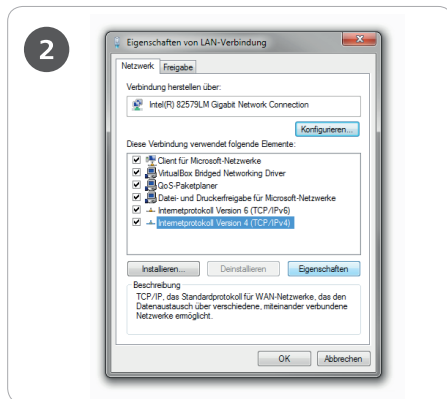 2
Eigenschaften von LAN-Verbindung
Netzwerk Freigabe
Verbindung herstellen über:
Intel(R) 82579LM Gigabit Network Connection
Konfigurieren...
Diese Verbindung verwendet folgende Elemente:
Client für Microsoft-Netzwerke
VirtualBox Bridged Networking Driver
QoS-Paketplaner
Datei- und Druckerfreigabe für Microsoft-Netzwerke
Internetprotokoll Version 6 (TCP/IPv6)
Internetprotokoll Version 4 (TCP/IPv4)
Installieren... Deinstallieren Eigenschaften
Beschreibung
TCP/IP, das Standardprotokoll für WAN-Netzwerke, das den
Datenaustausch über verschiedene, miteinander verbundene
Netzwerke ermöglicht.
OK Abbrechen